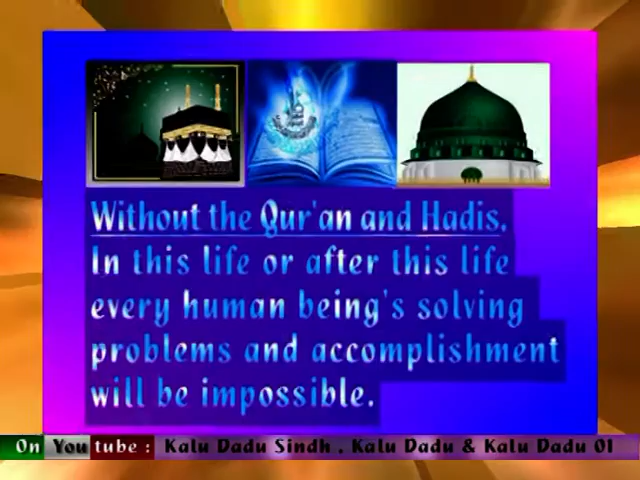 Without the Qur'an and Hadis.
In this life or after this life
every human being's solving
problems and accomplishment
will be impossible.
On You tube : Kalu Dadu Sindh , Kalu Dadu & Kalu Dadu 01